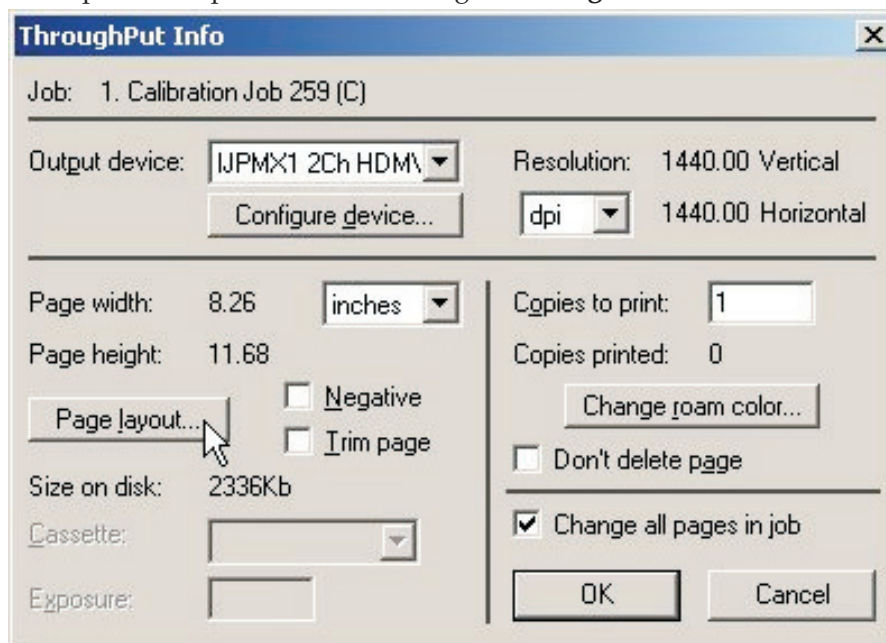 ThroughPut Info
Job: 1. Calibration Job 259 (C)
Output device: IJPMX1 2Ch HDM\
Configure device...
Resolution: 1440.00 Vertical
dpi 1440.00 Horizontal
Page width: 8.26 inches
Page height: 11.68
Page layout...
Negative
Trim page
Size on disk: 2336Kb
Cassette:
Exposure:
Copies to print: 1
Copies printed: 0
Change roam color...
Don't delete page
Change all pages in job
OK Cancel